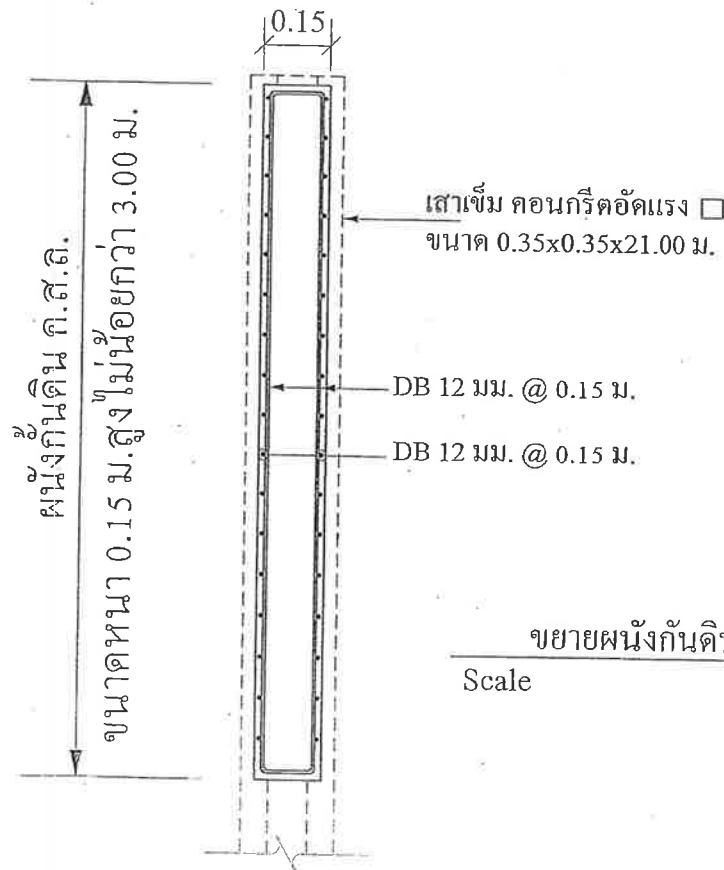 0.15
ผนังกั้นดิน ค.ส.ล.
ขนาดหนา 0.15 ม.สูงไม่น้อยกว่า 3.00 ม.
เสาเข็ม คอนกรีตอัดแรง
ขนาด 0.35x0.35x21.00 ม.
DB 12 มม. @ 0.15 ม.
DB 12 มม. @ 0.15 ม.
ขยายผนังกันดิน
Scale